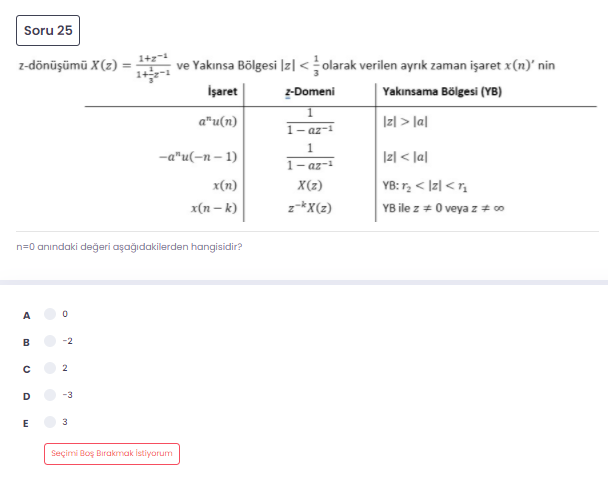 Soru 25
z-dönüşümü X(z) = \frac{1+z^{-1}}{1+\frac{1}{3}z^{-1}} ve Yakınsa Bölgesi |z| < \frac{1}{3} olarak verilen ayrık zaman işaret x(n)' nin
İşaret z-Domeni Yakınsama Bölgesi (YB)
a^n u(n) \frac{1}{1 - az^{-1}} |z| > |a|
-a^n u(-n - 1) \frac{1}{1 - az^{-1}} |z| < |a|
x(n) X(z) YB: r_2 < |z| < r_1
x(n - k) z^{-k}X(z) YB ile z ≠ 0 veya z ≠ ∞
n=0 anındaki değeri aşağıdakilerden hangisidir?
A 0
B -2
C 2
D -3
E 3
Seçimi Boş Bırakmak İstiyorum